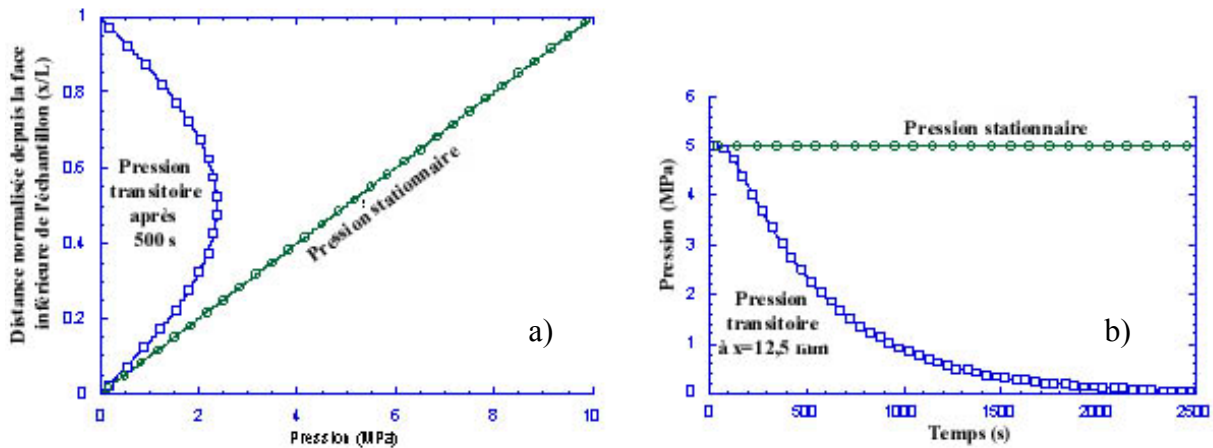 Distance normalisée depuis la face
inférieure de l'échantillon (x/L)
1
0.8
0.6
0.4
0.2
0
Pression
transitoire
après
500 s
Pression stationnaire
a)
0
2
4
6
8
10
Pression (MPa)
Pression (MPa)
6
5
4
3
2
1
0
Pression stationnaire
Pression
transitoire
à x=12,5 mm
b)
0
500
1000
1500
2000
2500
Temps (s)